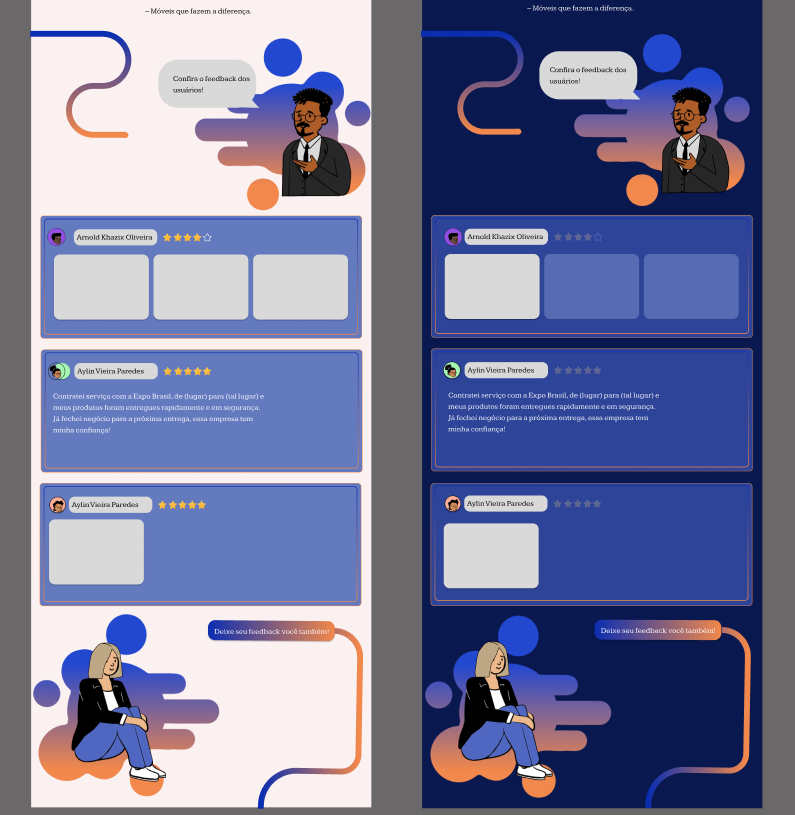 – Móveis que fazem a diferença.
Confira o feedback dos
usuários!
Arnold Khazix Oliveira
Aylin Vieira Paredes
Contratei serviço com a Expo Brasil, de (lugar) para (tal lugar) e
meus produtos foram entregues rapidamente e em segurança.
Já fechei negócio para a próxima entrega, essa empresa tem
minha confiança!
Aylin Vieira Paredes
Deixe seu feedback você também!
– Móveis que fazem a diferença.
Confira o feedback dos
usuários!
Arnold Khazix Oliveira
Aylin Vieira Paredes
Contratei serviço com a Expo Brasil, de (lugar) para (tal lugar) e
meus produtos foram entregues rapidamente e em segurança.
Já fechei negócio para a próxima entrega, essa empresa tem
minha confiança!
Aylin Vieira Paredes
Deixe seu feedback você também!